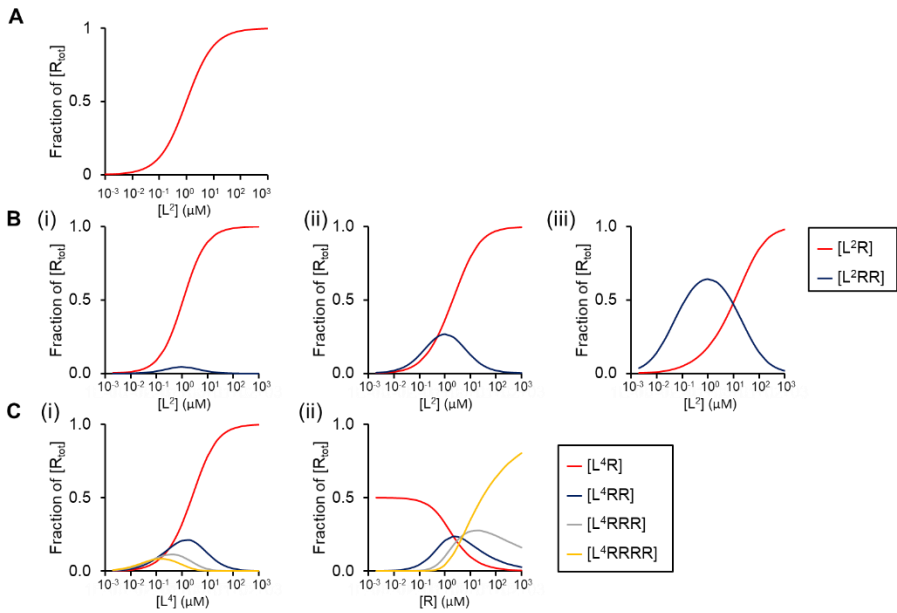 A
Fraction of [R_tot]
1
0.5
0
10⁻³ 10⁻² 10⁻¹ 10⁰ 10¹ 10² 10³
[L²] (µM)
B (i)
Fraction of [R_tot]
1.0
0.5
0.0
10⁻³ 10⁻² 10⁻¹ 10⁰ 10¹ 10² 10³
[L²] (µM)
(ii)
Fraction of [R_tot]
1.0
0.5
0.0
10⁻³ 10⁻² 10⁻¹ 10⁰ 10¹ 10² 10³
[L²] (µM)
(iii)
Fraction of [R_tot]
1.0
0.5
0.0
10⁻³ 10⁻² 10⁻¹ 10⁰ 10¹ 10² 10³
[L²] (µM)
[L²R]
[L²RR]
C (i)
Fraction of [R_tot]
1.0
0.5
0.0
10⁻³ 10⁻² 10⁻¹ 10⁰ 10¹ 10² 10³
[L⁴] (µM)
(ii)
Fraction of [R_tot]
1.0
0.5
0.0
10⁻³ 10⁻² 10⁻¹ 10⁰ 10¹ 10² 10³
[R] (µM)
[L⁴R]
[L⁴RR]
[L⁴RRR]
[L⁴RRRR]